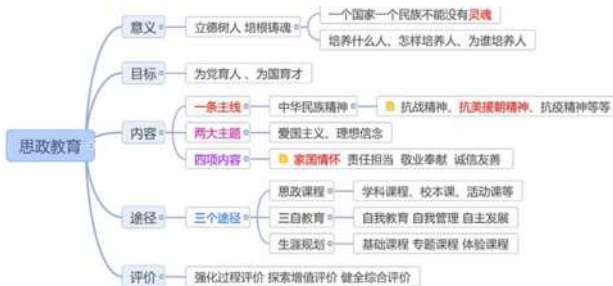 一个国家一个民族不能没有灵魂
意义
立德树人 培根铸魂
培养什么人、怎样培养人、为谁培养人
目标
为党育人 、为国育才
一条主线
中华民族精神
抗战精神、抗美援朝精神、抗疫精神等等
思政教育
内容
两大主题
爱国主义、理想信念
四项内容
家国情怀 责任担当 敬业奉献 诚信友善
思政课程
学科课程、校本课、活动课等
途径
三个途径
三自教育
自我教育 自我管理 自主发展
生涯规划
基础课程 专题课程 体验课程
评价
强化过程评价 探索增值评价 健全综合评价